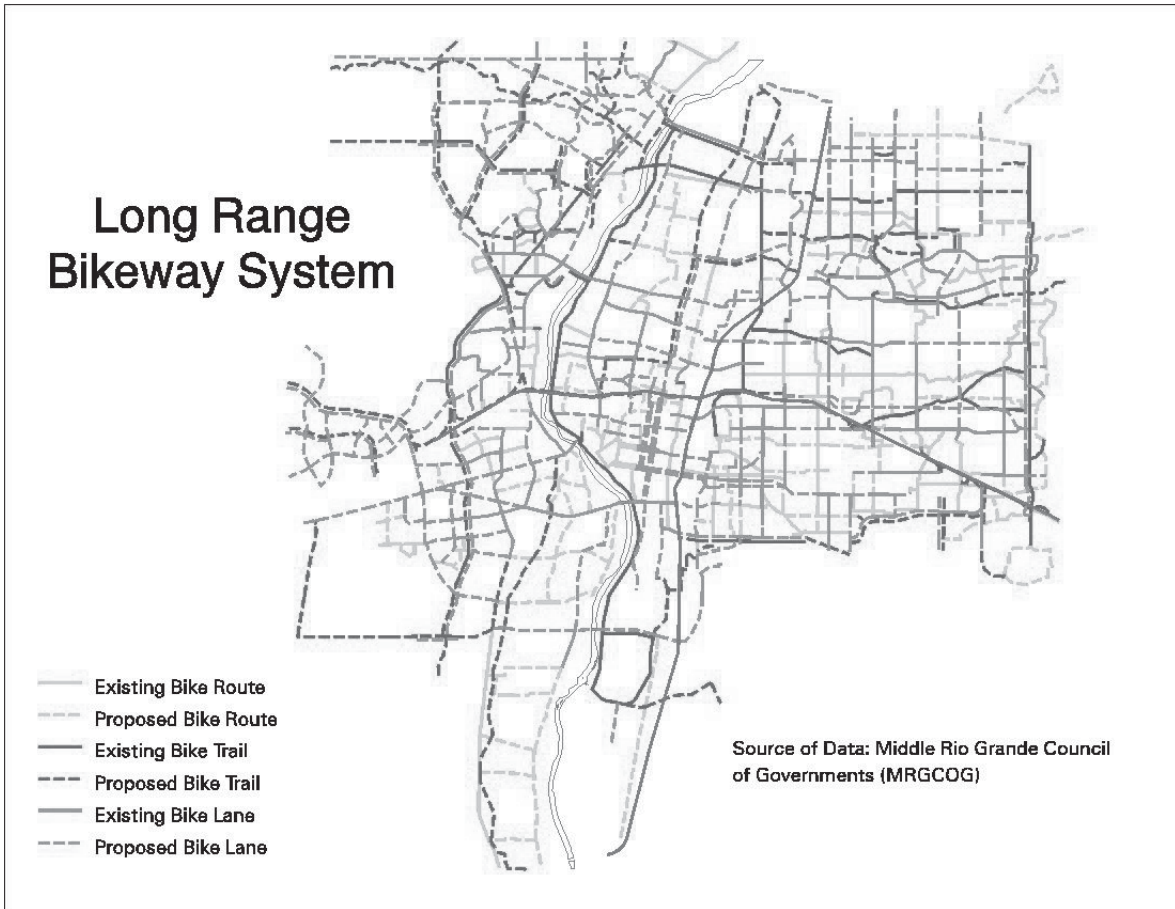 Long Range
Bikeway System
Existing Bike Route
Proposed Bike Route
Existing Bike Trail
Proposed Bike Trail
Existing Bike Lane
Proposed Bike Lane
Source of Data: Middle Rio Grande Council
of Governments (MRGCOG)